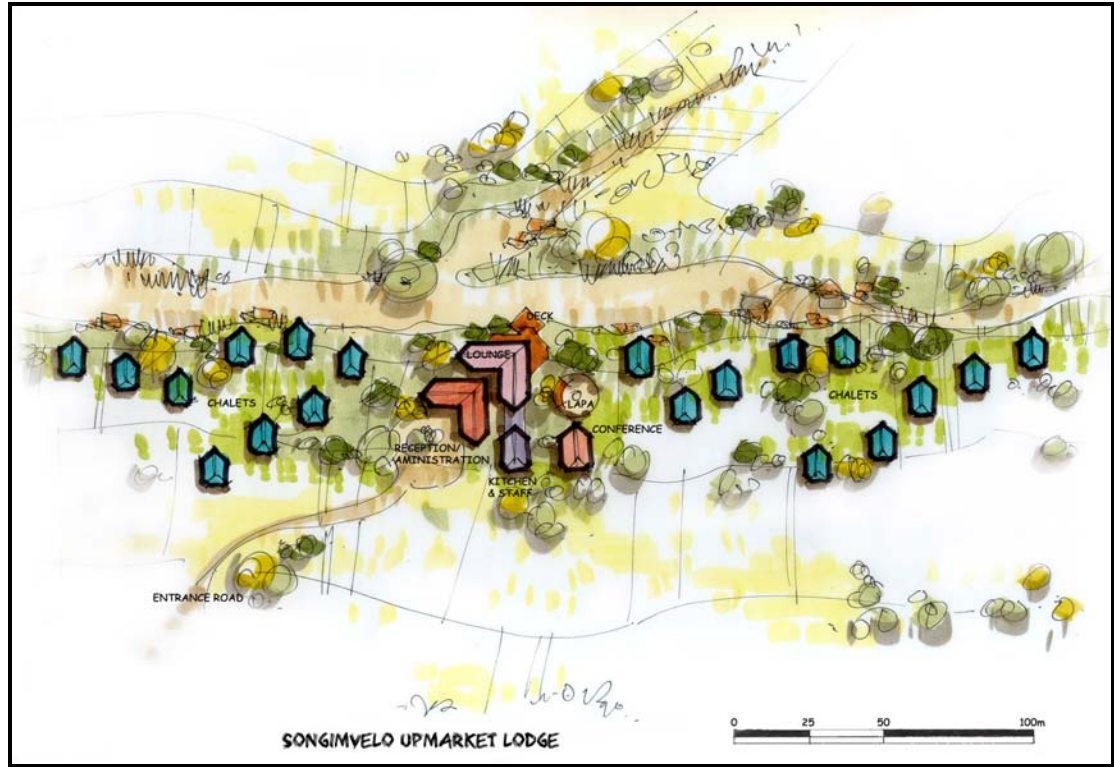 DECK
LOUNGE
CHALETS
LAPA
CHALETS
CONFERENCE
RECEPTION/
AMINISTRATION
KITCHEN
& STAFF
ENTRANCE ROAD
SONGIMVELO UPMARKET LODGE
0 25 50 100m